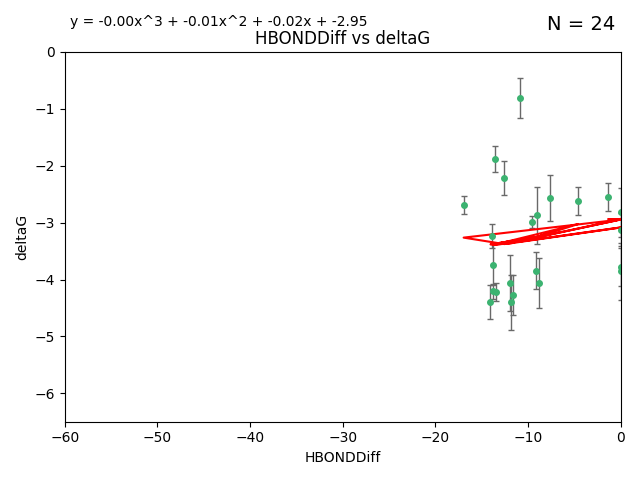 y = -0.00x^3 + -0.01x^2 + -0.02x + -2.95
N = 24
HBONDDiff vs deltaG
0
−1
−2
−3
−4
−5
−6
deltaG
−60 −50 −40 −30 −20 −10 0
HBONDDiff